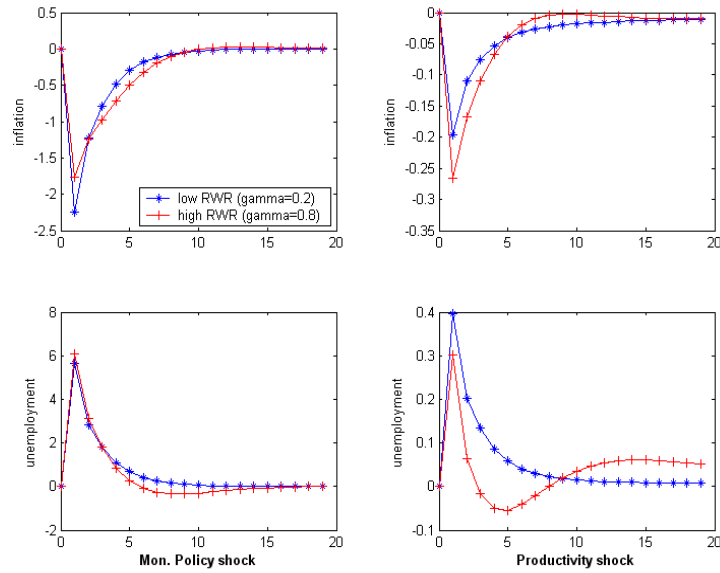 0.5
0
-0.5
-1
-1.5
-2
-2.5
inflation
0 5 10 15 20
low RWR (gamma=0.2)
high RWR (gamma=0.8)
0
-0.05
-0.1
-0.15
-0.2
-0.25
-0.3
-0.35
inflation
0 5 10 15 20
8
6
4
2
0
-2
unemployment
0 5 10 15 20
Mon. Policy shock
0.4
0.3
0.2
0.1
0
-0.1
unemployment
0 5 10 15 20
Productivity shock